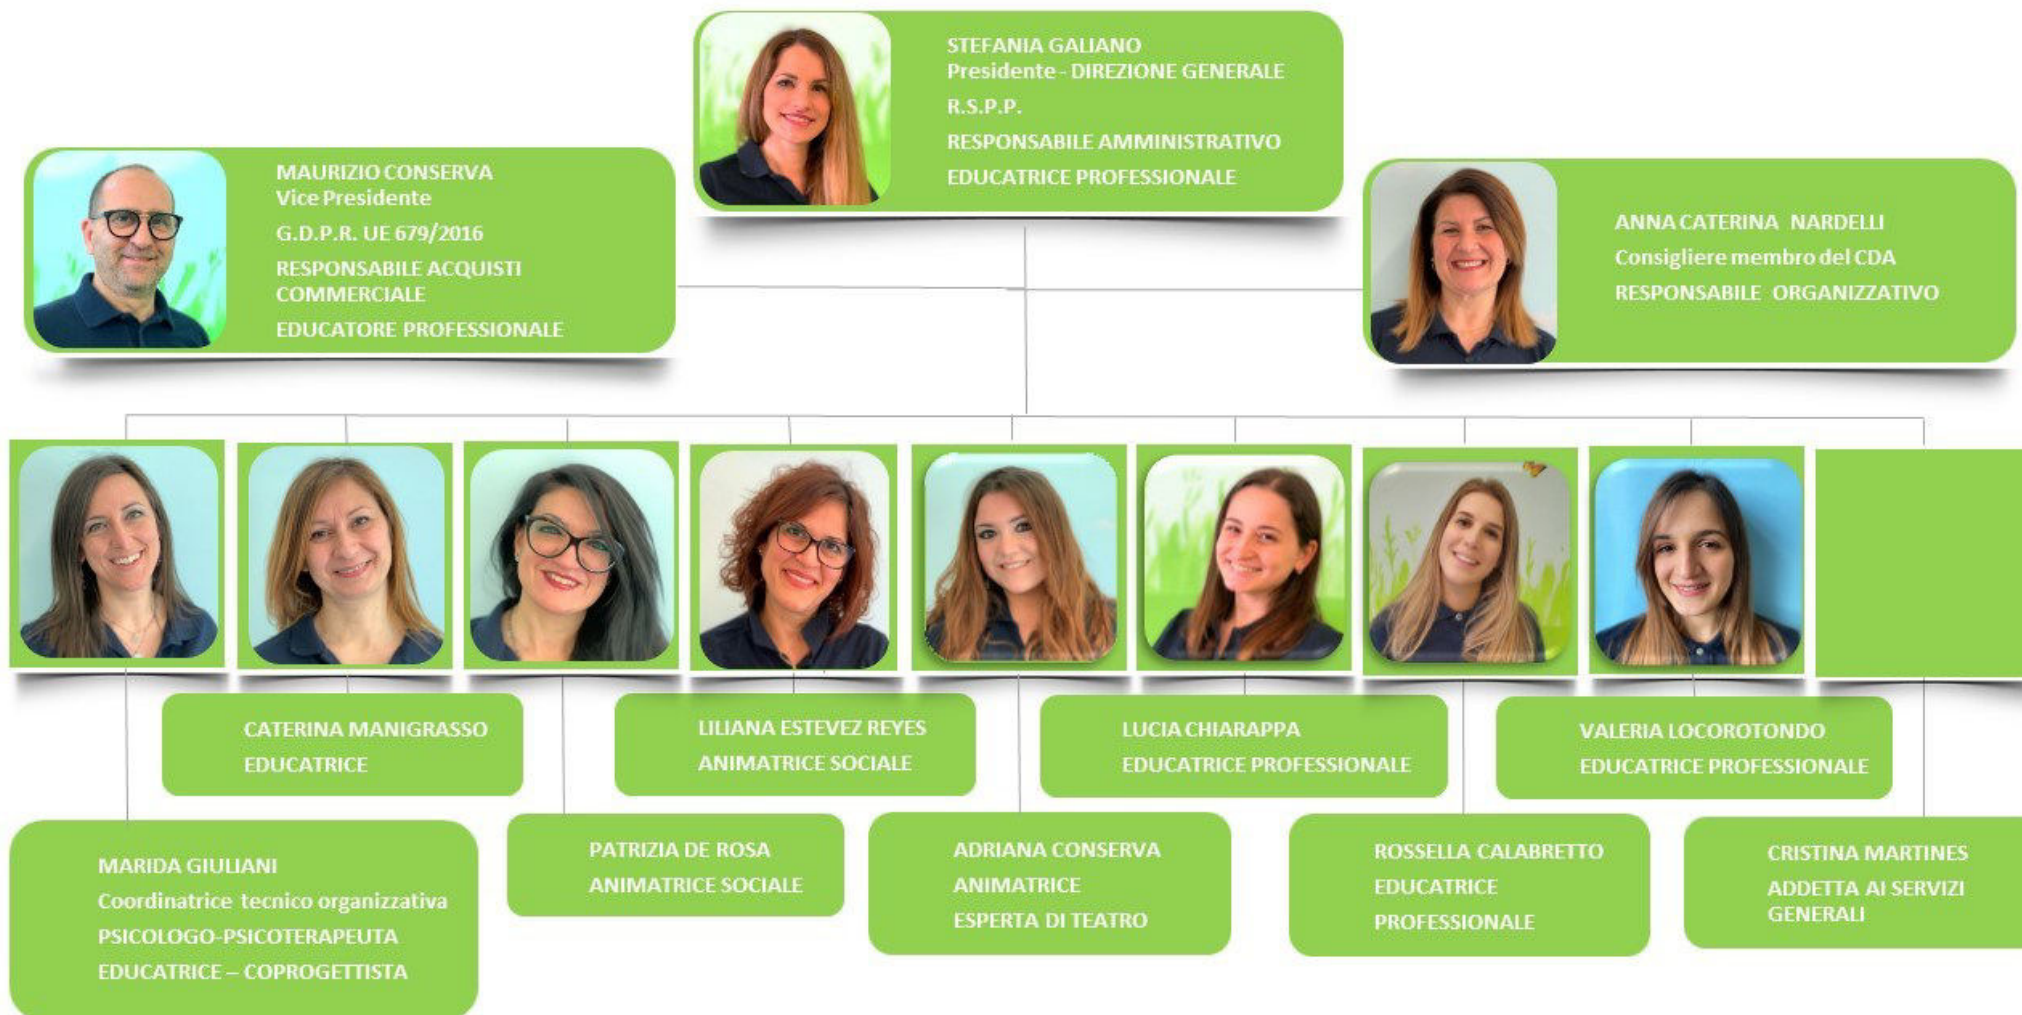 STEFANIA GALIANO
Presidente - DIREZIONE GENERALE
R.S.P.P.
RESPONSABILE AMMINISTRATIVO
EDUCATRICE PROFESSIONALE
MAURIZIO CONSERVA
Vice Presidente
G.D.P.R. UE 679/2016
RESPONSABILE ACQUISTI
COMMERCIALE
EDUCATORE PROFESSIONALE
ANNA CATERINA NARDELLI
Consigliere membro del CDA
RESPONSABILE ORGANIZZATIVO
CATERINA MANIGRASSO
EDUCATRICE
LILIANA ESTEVEZ REYES
ANIMATRICE SOCIALE
LUCIA CHIARAPPA
EDUCATRICE PROFESSIONALE
VALERIA LOCOROTONDO
EDUCATRICE PROFESSIONALE
MARIDA GIULIANI
Coordinatrice tecnico organizzativa
PSICOLOGO-PSICOTERAPEUTA
EDUCATRICE – COPROGETTISTA
PATRIZIA DE ROSA
ANIMATRICE SOCIALE
ADRIANA CONSERVA
ANIMATRICE
ESPERTA DI TEATRO
ROSSELLA CALABRETTO
EDUCATRICE
PROFESSIONALE
CRISTINA MARTINES
ADDETTA AI SERVIZI
GENERALI